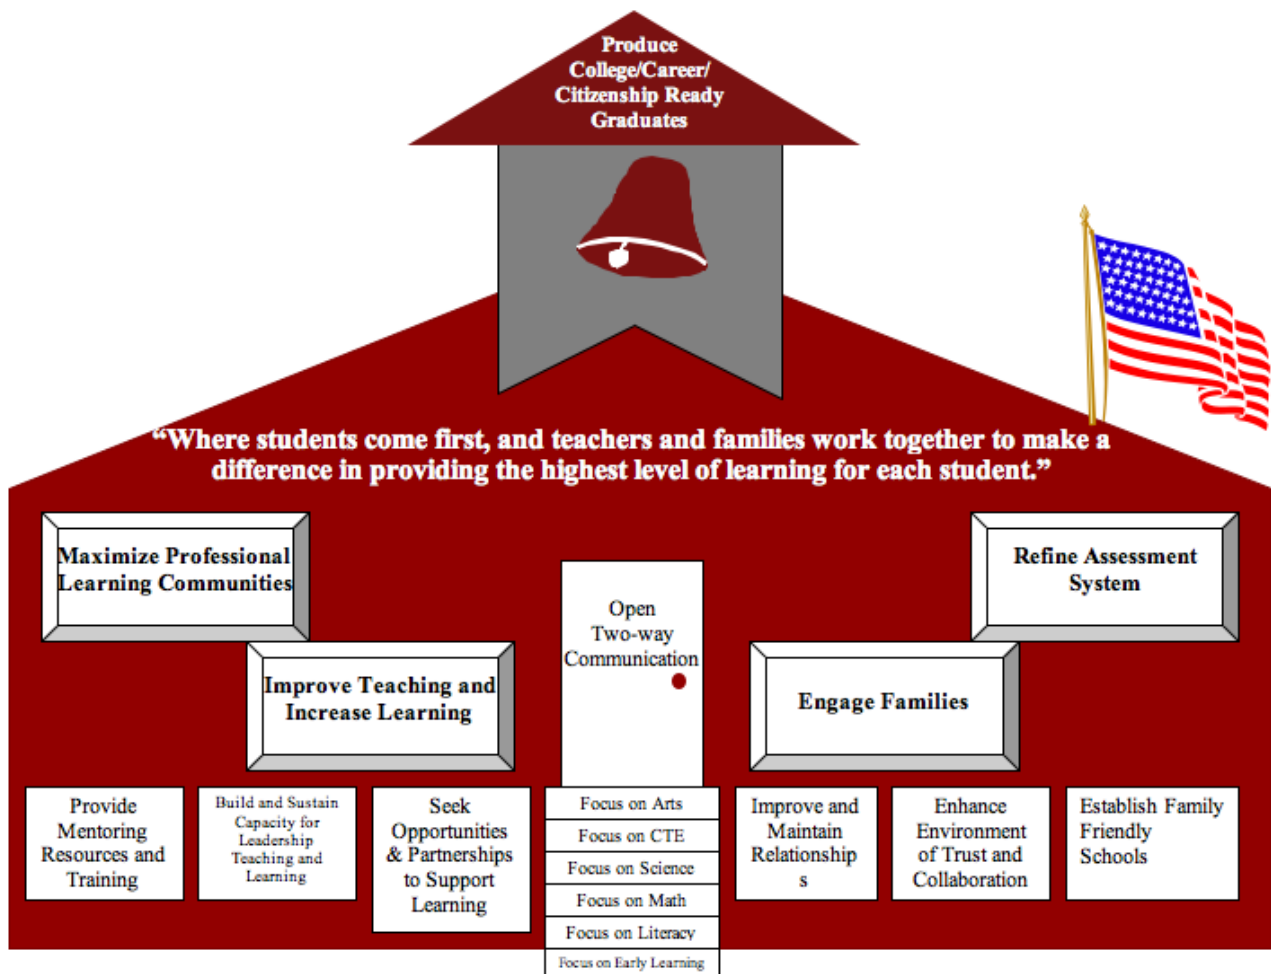 Produce
College/Career/
Citizenship Ready
Graduates
“Where students come first, and teachers and families work together to make a
difference in providing the highest level of learning for each student.”
Maximize Professional
Learning Communities
Refine Assessment
System
Open
Two-way
Communication
Improve Teaching and
Increase Learning
Engage Families
Provide
Mentoring
Resources and
Training
Build and Sustain
Capacity for
Leadership
Teaching and
Learning
Seek
Opportunities
& Partnerships
to Support
Learning
Focus on Arts
Focus on CTE
Focus on Science
Focus on Math
Focus on Literacy
Focus on Early Learning
Improve and
Maintain
Relationship
s
Enhance
Environment
of Trust and
Collaboration
Establish Family
Friendly
Schools